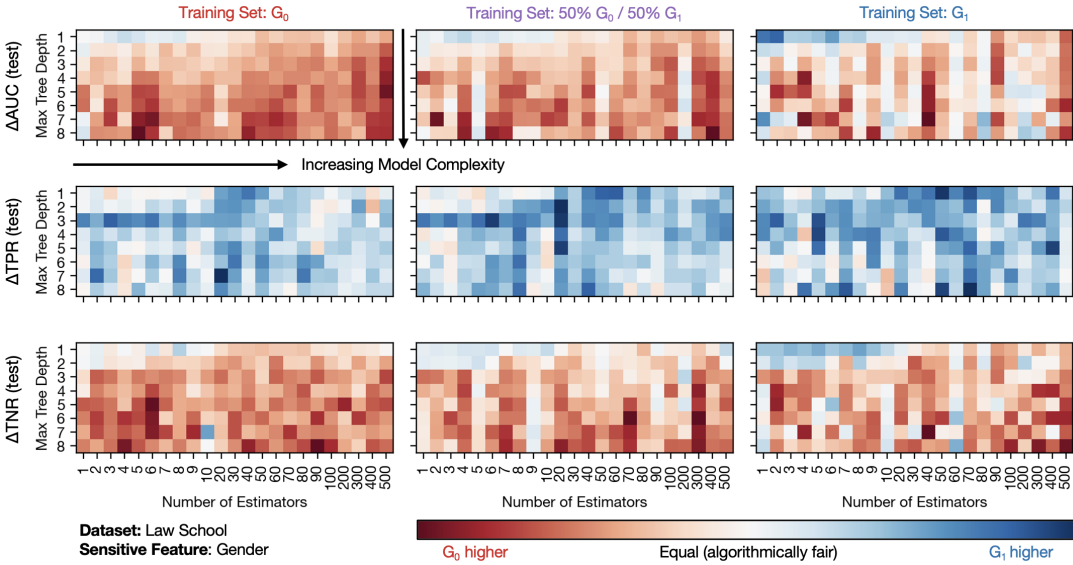 Training Set: G₀
Training Set: 50% G₀ / 50% G₁
Training Set: G₁
ΔAUC (test)
Max Tree Depth
1
2
3
4
5
6
7
8
Increasing Model Complexity
ΔTPR (test)
Max Tree Depth
1
2
3
4
5
6
7
8
ΔTNR (test)
Max Tree Depth
1
2
3
4
5
6
7
8
1 2 3 4 5 6 7 8 9 10 20 30 40 50 60 70 80 90 100 200 300 400 500
1 2 3 4 5 6 7 8 9 10 20 30 40 50 60 70 80 90 100 200 300 400 500
1 2 3 4 5 6 7 8 9 10 20 30 40 50 60 70 80 90 100 200 300 400 500
Number of Estimators
Number of Estimators
Number of Estimators
Dataset: Law School
Sensitive Feature: Gender
G₀ higher
Equal (algorithmically fair)
G₁ higher